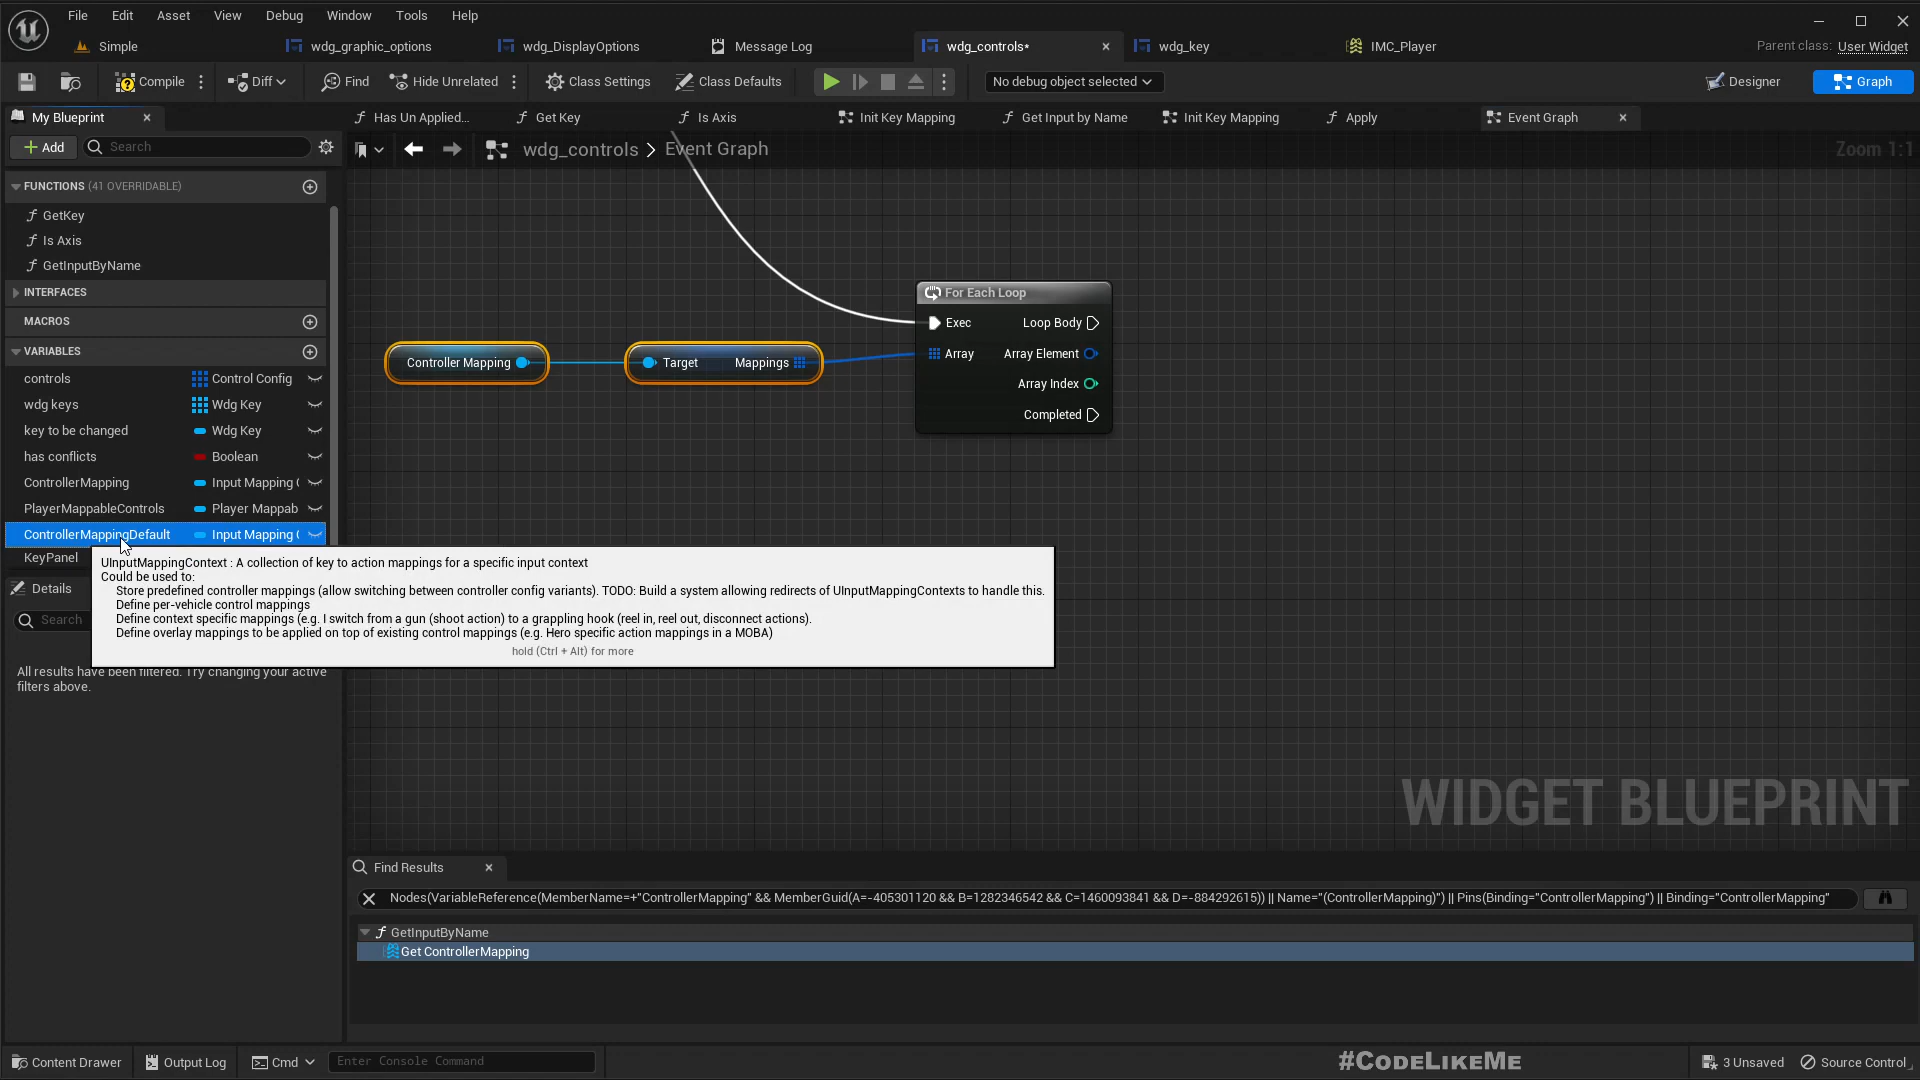 File Edit Asset View Debug Window Tools Help
Simple wdg_graphic_options wdg_DisplayOptions Message Log wdg_controls* wdg_key IMC_Player Parent class: User Widget
Compile Diff Find Hide Unrelated Class Settings Class Defaults No debug object selected Designer Graph
My Blueprint Has Un Applied... Get Key Is Axis Init Key Mapping Get Input by Name Init Key Mapping Apply Event Graph
Add Search wdg_controls > Event Graph Zoom 1:1
FUNCTIONS (41 OVERRIDABLE)
GetKey
Is Axis
GetInputByName
INTERFACES
MACROS
VARIABLES
controls Control Config
wdg keys Wdg Key
key to be changed Wdg Key
has conflicts Boolean
ControllerMapping Input Mapping (
PlayerMappableControls Player Mappab
ControllerMappingDefault Input Mapping (
KeyPanel
For Each Loop
Exec Loop Body
Controller Mapping Target Mappings Array Array Element
Array Index
Completed
UInputMappingContext : A collection of key to action mappings for a specific input context
Could be used to:
Store predefined controller mappings (allow switching between controller config variants). TODO: Build a system allowing redirects of UInputMappingContexts to handle this.
Define per-vehicle control mappings
Define context specific mappings (e.g. I switch from a gun (shoot action) to a grappling hook (reel in, reel out, disconnect actions).
Define overlay mappings to be applied on top of existing control mappings (e.g. Hero specific action mappings in a MOBA)
hold (Ctrl + Alt) for more
Details
Search
All results have been filtered. Try changing your active
filters above.
WIDGET BLUEPRINT
Find Results
Nodes(VariableReference(MemberName=+"ControllerMapping" && MemberGuid(A=-405301120 && B=1282346542 && C=1460093841 && D=-884292615)) || Name="(ControllerMapping)") || Pins(Binding="ControllerMapping") || Binding="ControllerMapping"
GetInputByName
Get ControllerMapping
Content Drawer Output Log Cmd Enter Console Command #CODELIKEME 3 Unsaved Source Control